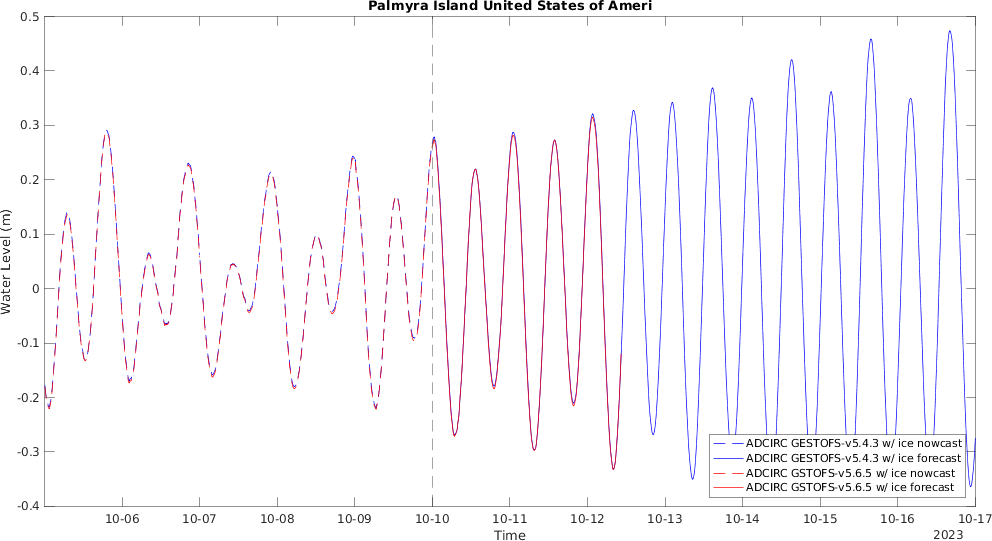 Palmyra Island United States of Ameri
0.5
0.4
0.3
0.2
0.1
0
-0.1
-0.2
-0.3
-0.4
Water Level (m)
ADCIRC GESTOFS-v5.4.3 w/ ice nowcast
ADCIRC GESTOFS-v5.4.3 w/ ice forecast
ADCIRC GSTOFS-v5.6.5 w/ ice nowcast
ADCIRC GSTOFS-v5.6.5 w/ ice forecast
10-06 10-07 10-08 10-09 10-10 10-11 10-12 10-13 10-14 10-15 10-16 10-17
Time
2023